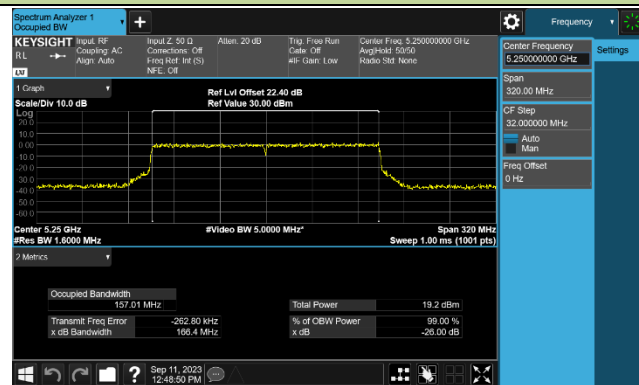 Spectrum Analyzer 1
Occupied BW
Frequency
KEYSIGHT
Input: RF
Coupling: AC
Align: Auto
Input Z: 50 Ω
Corrections: Off
Freq Ref: Int (S)
NFE: Off
Atten: 20 dB
Trig: Free Run
Gate: Off
#IF Gain: Low
Center Freq: 5.250000000 GHz
Avg|Hold: 50/50
Radio Std: None
RL
LXI
Center Frequency
5.250000000 GHz
Settings
Span
320.00 MHz
CF Step
32.000000 MHz
Auto
Man
Freq Offset
0 Hz
1 Graph
Scale/Div 10.0 dB
Ref Lvl Offset 22.40 dB
Ref Value 30.00 dBm
Log
20.0
10.0
0.00
-10.0
-20.0
-30.0
-40.0
-50.0
-60.0
Center 5.25 GHz
#Video BW 5.0000 MHz*
Span 320 MHz
#Res BW 1.6000 MHz
Sweep 1.00 ms (1001 pts)
2 Metrics
Occupied Bandwidth
157.01 MHz
Total Power 19.2 dBm
Transmit Freq Error -262.80 kHz
% of OBW Power 99.00 %
x dB Bandwidth 166.4 MHz
x dB -26.00 dB
Sep 11, 2023
12:48:50 PM